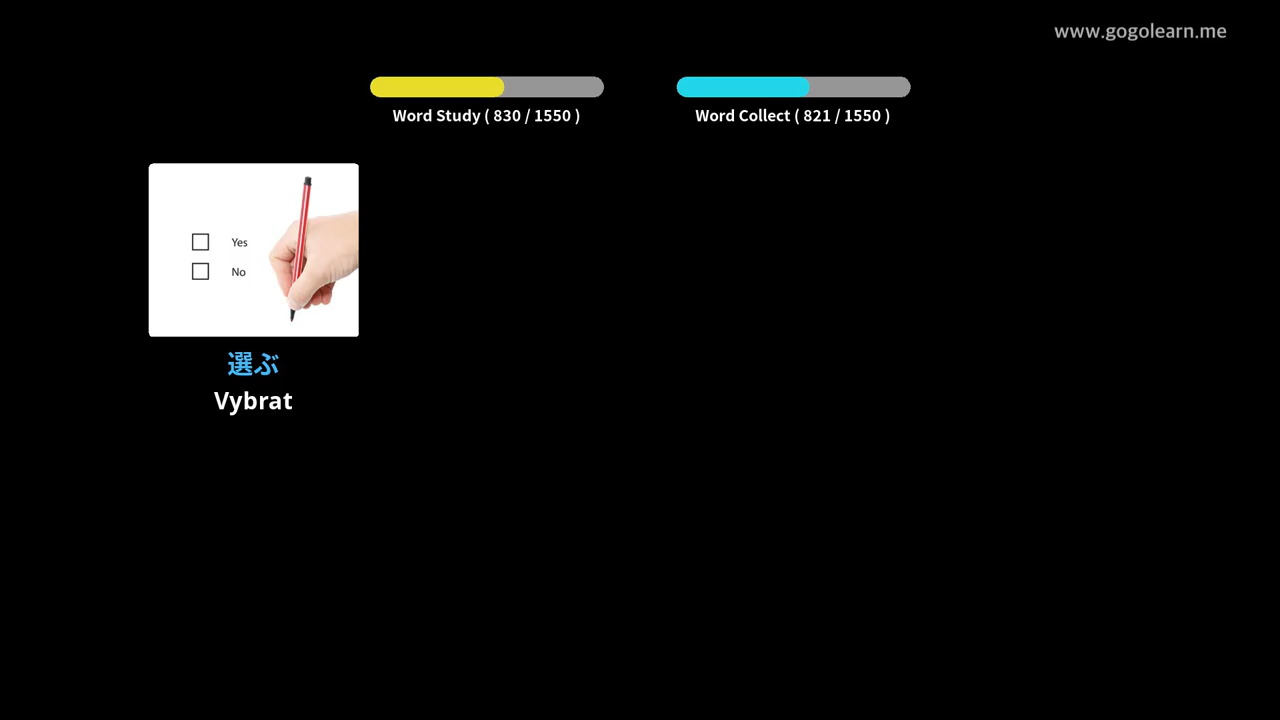 www.gogolearn.me
Word Study ( 830 / 1550 )
Word Collect ( 821 / 1550 )
Yes
No
選ぶ
Vybrat